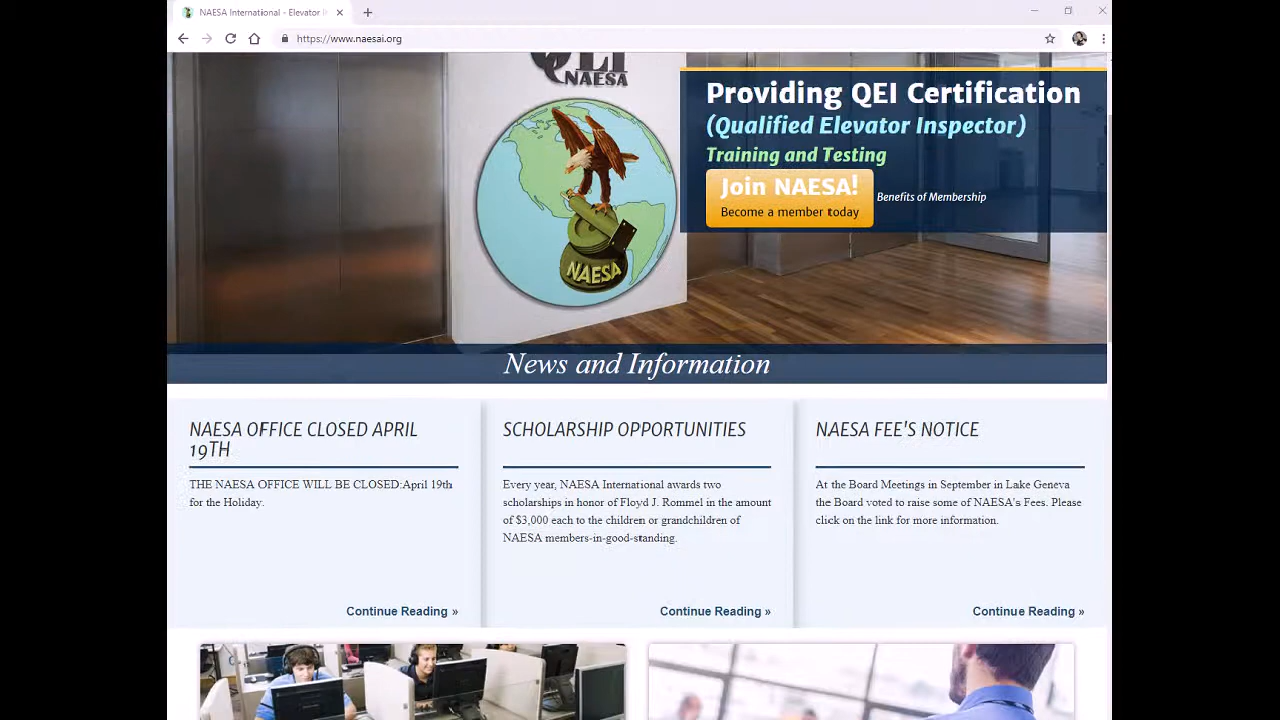 NAESA International - Elevator I
https://www.naesai.org
QEI
NAESA
NAESA
Providing QEI Certification
(Qualified Elevator Inspector)
Training and Testing
Join NAESA!
Become a member today
Benefits of Membership
News and Information
NAESA OFFICE CLOSED APRIL
19TH
THE NAESA OFFICE WILL BE CLOSED:April 19th
for the Holiday.
Continue Reading »
SCHOLARSHIP OPPORTUNITIES
Every year, NAESA International awards two
scholarships in honor of Floyd J. Rommel in the amount
of $3,000 each to the children or grandchildren of
NAESA members-in-good-standing.
Continue Reading »
NAESA FEE'S NOTICE
At the Board Meetings in September in Lake Geneva
the Board voted to raise some of NAESA's Fees. Please
click on the link for more information.
Continue Reading »